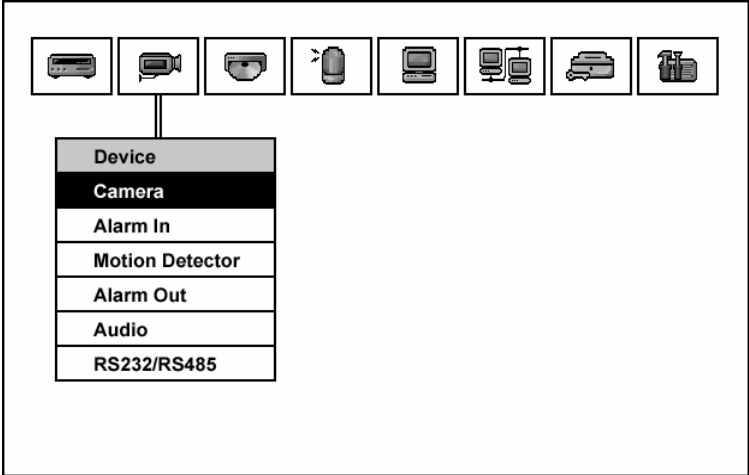 Device
Camera
Alarm In
Motion Detector
Alarm Out
Audio
RS232/RS485